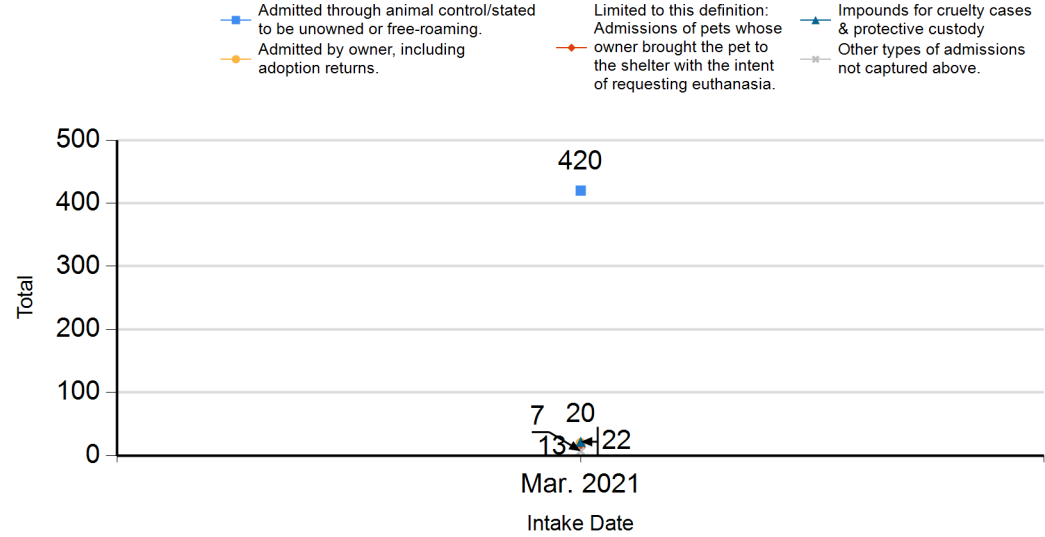 Admitted through animal control/stated
to be unowned or free-roaming.
Admitted by owner, including
adoption returns.
Limited to this definition:
Admissions of pets whose
owner brought the pet to
the shelter with the intent
of requesting euthanasia.
Impounds for cruelty cases
& protective custody
Other types of admissions
not captured above.
500
400
300
200
100
0
Total
420
7
20
13
22
Mar. 2021
Intake Date